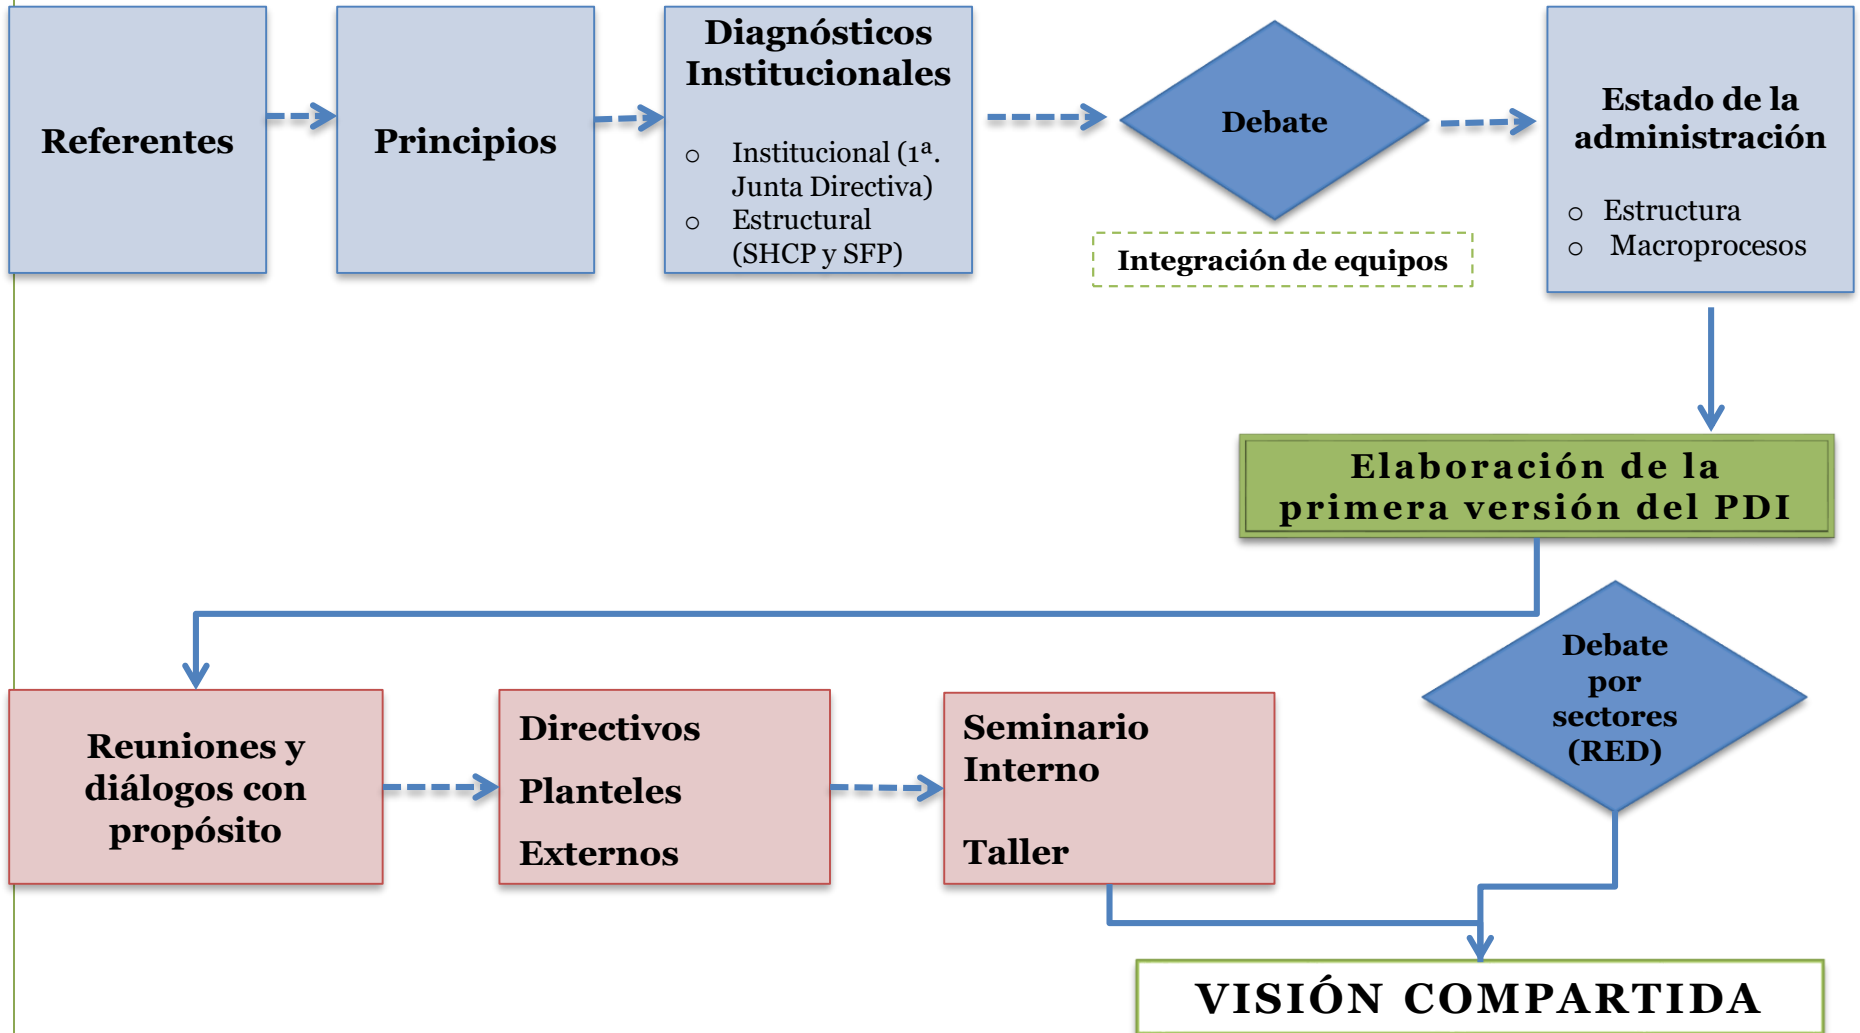 Referentes
Principios
Diagnósticos
Institucionales
o Institucional (1ª.
Junta Directiva)
o Estructural
(SHCP y SFP)
Debate
Integración de equipos
Estado de la
administración
o Estructura
o Macroprocesos
Elaboración de la
primera versión del PDI
Debate
por
sectores
(RED)
Reuniones y
diálogos con
propósito
Directivos
Planteles
Externos
Seminario
Interno
Taller
VISIÓN COMPARTIDA